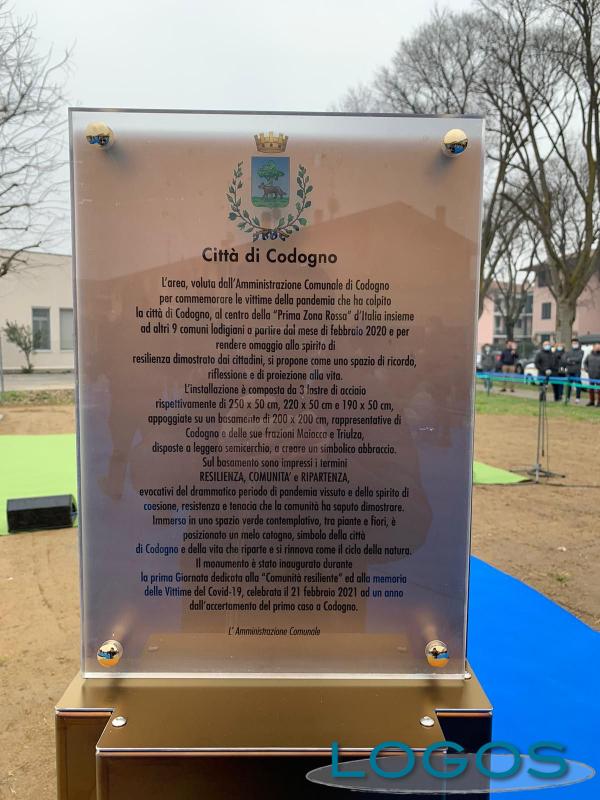 Città di Codogno
L'area, voluta dall'Amministrazione Comunale di Codogno
per commemorare le vittime della pandemia che ha colpito
la città di Codogno, al centro della "Prima Zona Rossa" d'Italia insieme
ad altri 9 comuni lodigiani a partire dal mese di febbraio 2020 e per
rendere omaggio allo spirito di
resilienza dimostrato dai cittadini, si propone come uno spazio di ricordo,
riflessione e di proiezione alla vita.
L'installazione è composta da 3 lastre di acciaio
rispettivamente di 250 x 50 cm, 220 x 50 cm e 190 x 50 cm,
appoggiate su un basamento di 200 x 200 cm, rappresentative di
Codogno e delle sue frazioni Maiocca e Triulza,
disposte a leggero semicerchio, a creare un simbolico abbraccio.
Sul basamento sono impressi i termini
RESILIENZA, COMUNITA' e RIPARTENZA,
evocativi del drammatico periodo di pandemia vissuto e dello spirito di
coesione, resistenza e tenacia che la comunità ha saputo dimostrare.
Immerso in uno spazio verde contemplativo, tra piante e fiori, è
posizionato un melo cotogno, simbolo della città
di Codogno e della vita che riparte e si rinnova come il ciclo della natura.
Il monumento è stato inaugurato durante
la prima Giornata dedicata alla "Comunità resiliente" ed alla memoria
delle Vittime del Covid-19, celebrata il 21 febbraio 2021 ad un anno
dall'accertamento del primo caso a Codogno.
L' Amministrazione Comunale
LOGOS